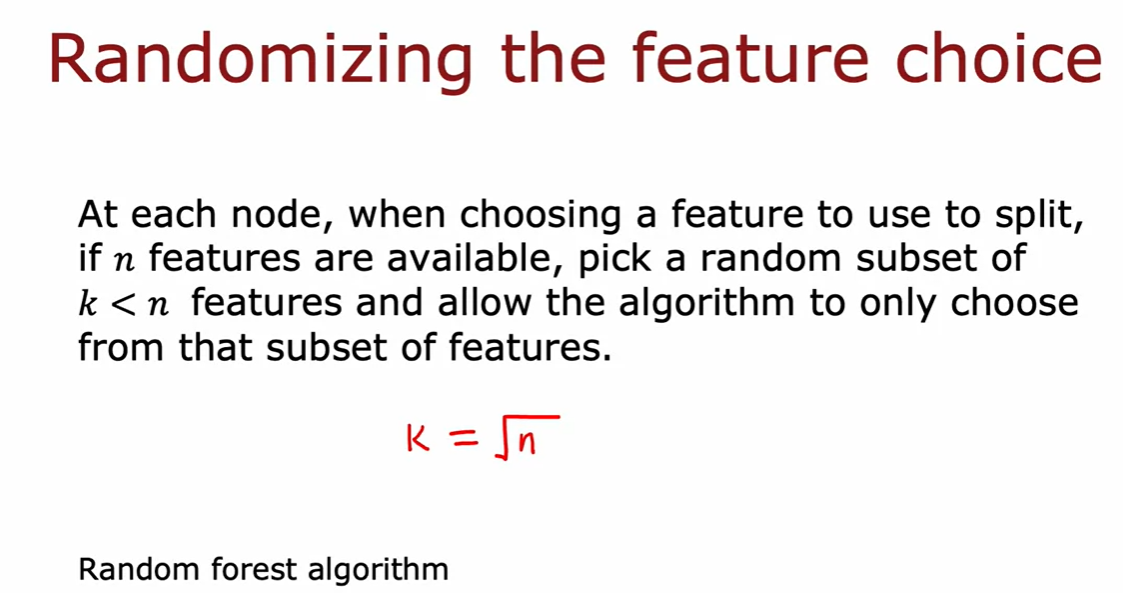 Randomizing the feature choice
At each node, when choosing a feature to use to split,
if n features are available, pick a random subset of
k < n features and allow the algorithm to only choose
from that subset of features.
K = √n
Random forest algorithm